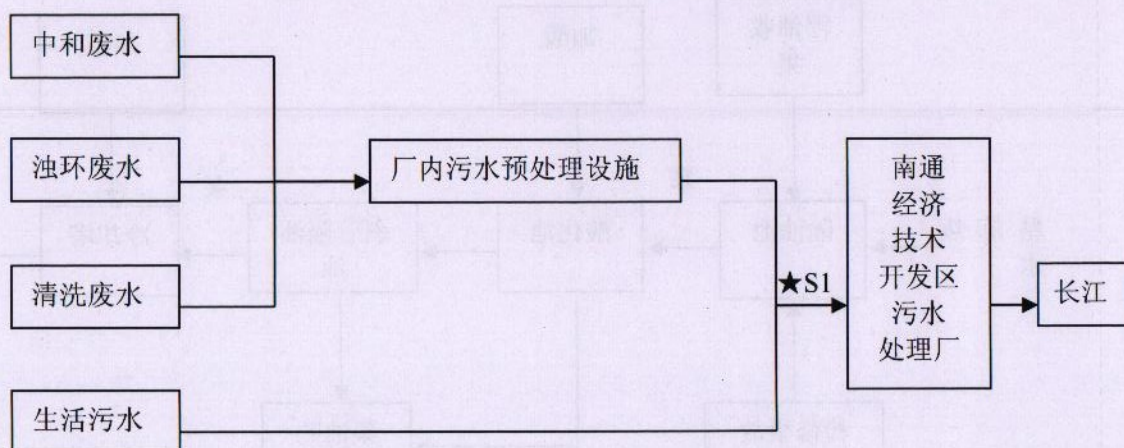 中和废水
浊环废水
厂内污水预处理设施
清洗废水
生活污水
★S1
南通
经济
技术
开发区
污水
处理厂
长江